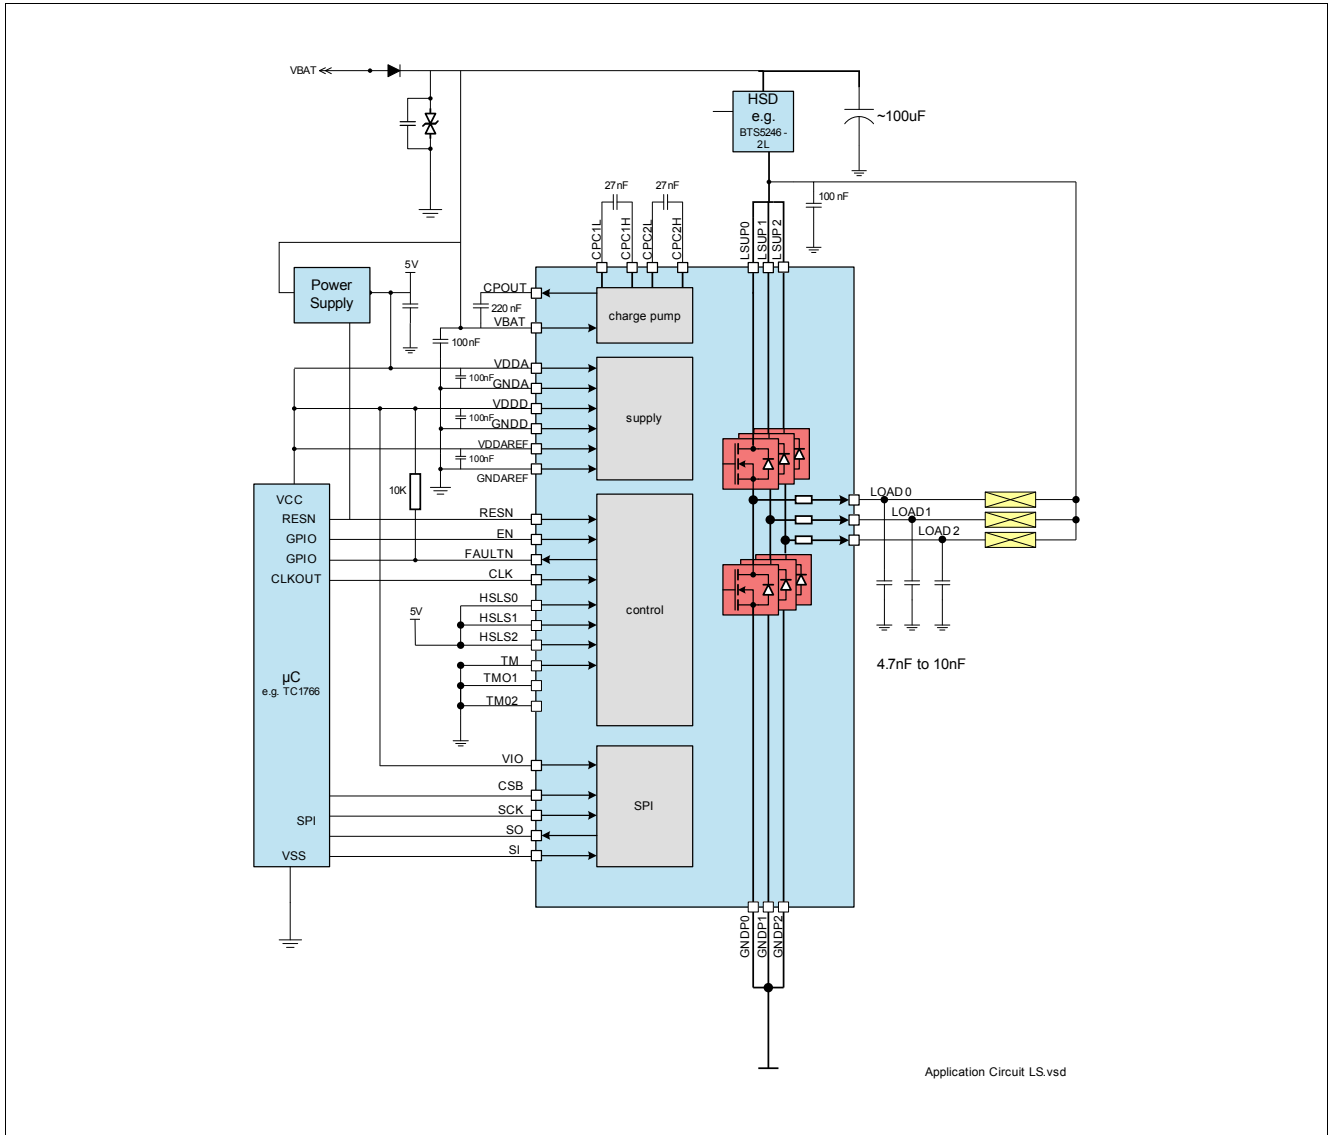 VBAT
HSD
e.g.
BTS5246 -
2L
~100uF
27nF
27nF
100 nF
CPC1L
CPC1H
CPC2L
CPC2H
LSUP0
LSUP1
LSUP2
5V
Power
Supply
CPOUT
220 nF
VBAT
100nF
charge pump
VDDA
100nF
GNDA
VDDD
100nF
GNDD
VDDAREF
100nF
GNDAREF
supply
10K
VCC
RESN
GPIO
GPIO
CLKOUT
RESN
EN
FAULTN
CLK
HSLS0
HSLS1
HSLS2
5V
TM
TMO1
TM02
control
LOAD0
LOAD1
LOAD2
4.7nF to 10nF
µC
e.g. TC1766
VIO
CSB
SCK
SO
SI
SPI
SPI
VSS
GNDP0
GNDP1
GNDP2
Application Circuit LS.vsd